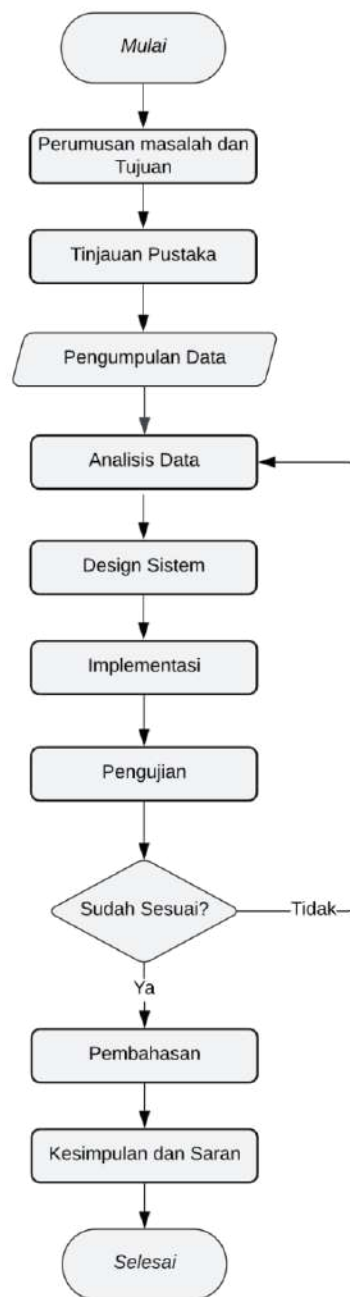 Mulai
Perumusan masalah dan
Tujuan
Tinjauan Pustaka
Pengumpulan Data
Analisis Data
Design Sistem
Implementasi
Pengujian
Sudah Sesuai?
Tidak
Ya
Pembahasan
Kesimpulan dan Saran
Selesai